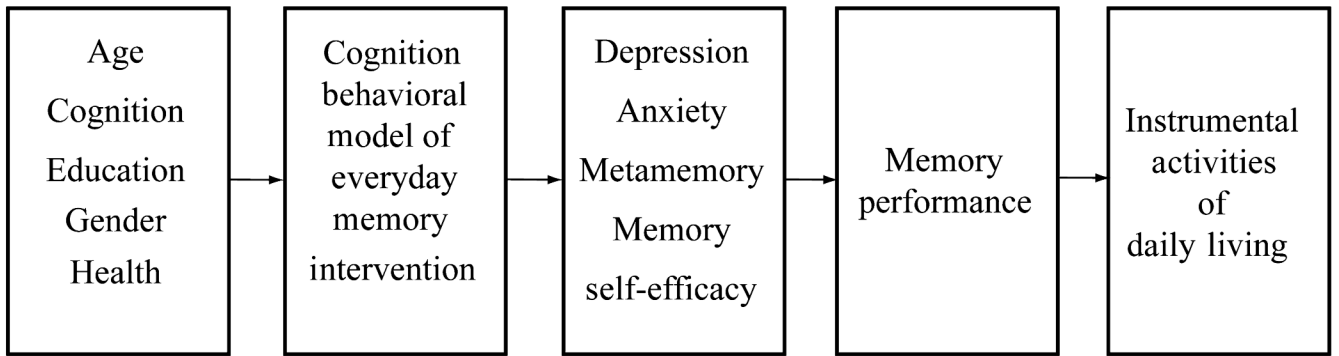 Age
Cognition
Education
Gender
Health
Cognition
behavioral
model of
everyday
memory
intervention
Depression
Anxiety
Metamemory
Memory
self-efficacy
Memory
performance
Instrumental
activities
of
daily living